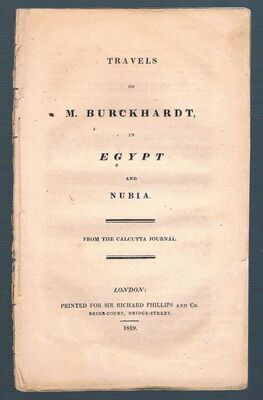 TRAVELS
OF
M. BURCKHARDT,
IN
EGYPT
AND
NUBIA.
FROM THE CALCUTTA JOURNAL.
LONDON:
PRINTED FOR SIR RICHARD PHILLIPS AND Co.
BRIDE-COURT, BRIDGE-STREET.
1819.